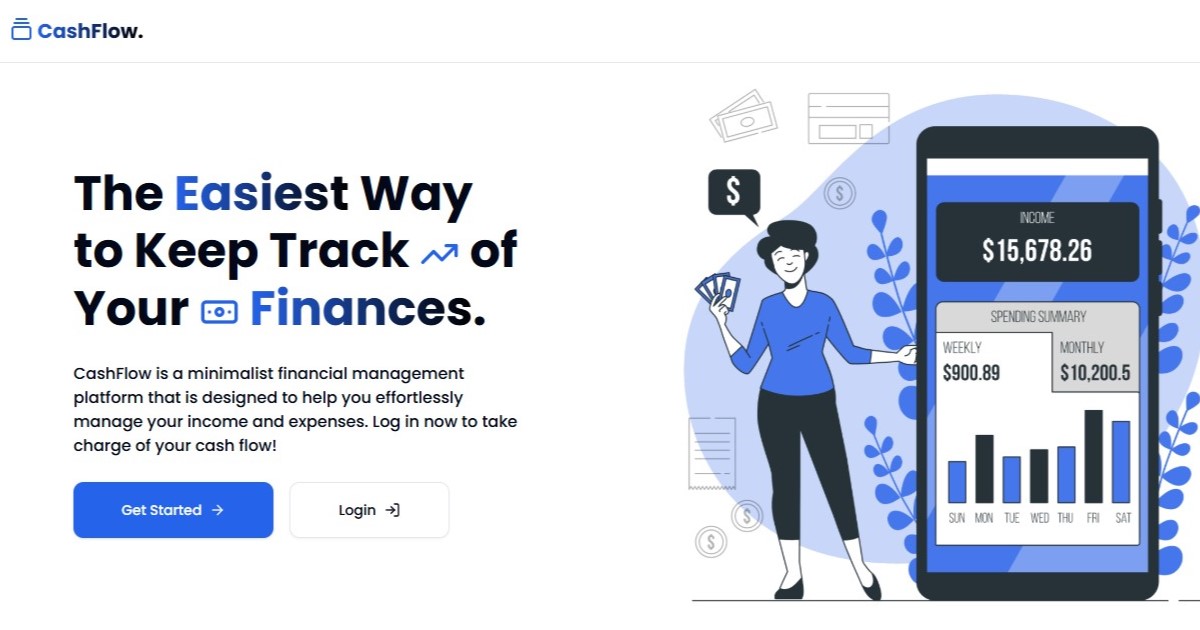 CashFlow.
The Easiest Way
to Keep Track of
Your Finances.
CashFlow is a minimalist financial management
platform that is designed to help you effortlessly
manage your income and expenses. Log in now to take
charge of your cash flow!
Get Started
Login
$
$
INCOME
$15,678.26
SPENDING SUMMARY
WEEKLY
$900.89
MONTHLY
$10,200.5
SUN MON TUE WED THU FRI SAT
$
$